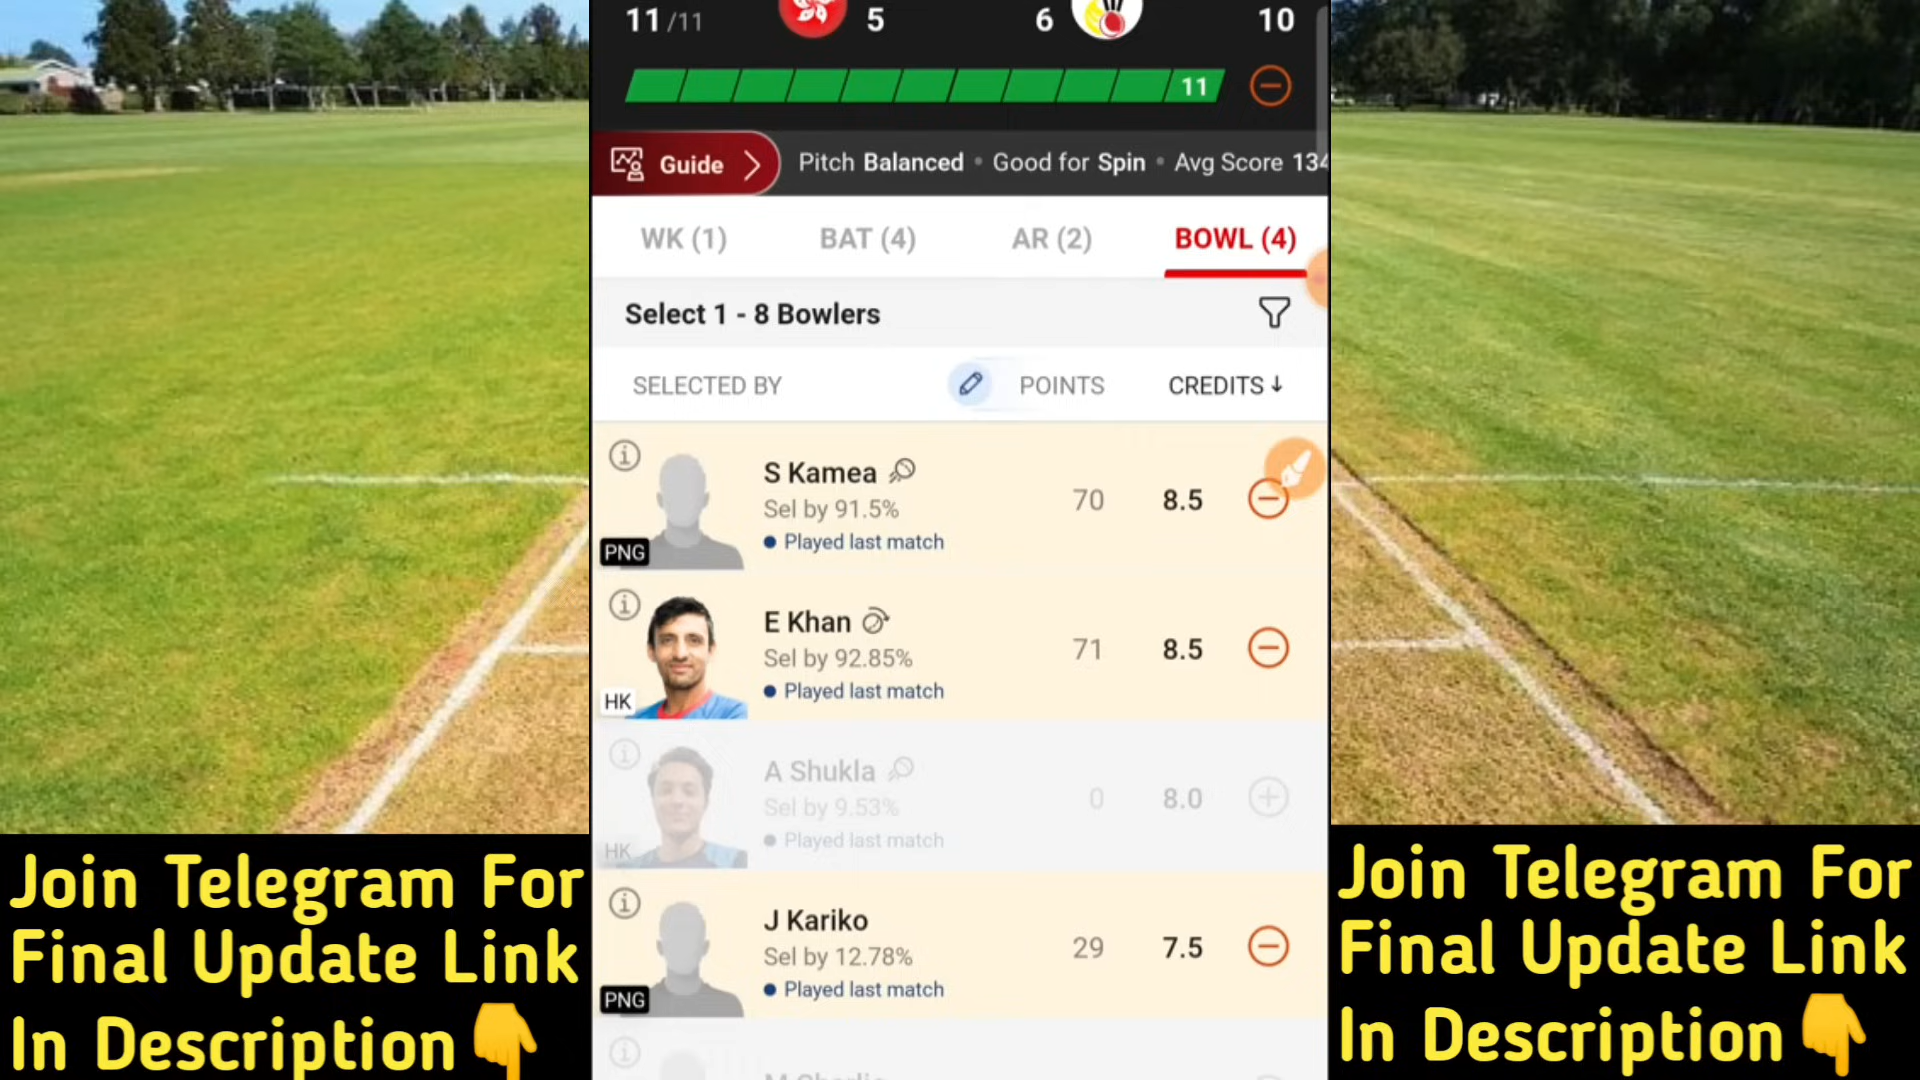 11/11 5 6 10
11
Guide Pitch Balanced • Good for Spin • Avg Score 134
WK (1) BAT (4) AR (2) BOWL (4)
Select 1 - 8 Bowlers
SELECTED BY POINTS CREDITS ↓
S Kamea
Sel by 91.5% 70 8.5
Played last match
PNG
E Khan
Sel by 92.85% 71 8.5
Played last match
HK
A Shukla
Sel by 9.53% 0 8.0
Played last match
HK
J Kariko
Sel by 12.78% 29 7.5
Played last match
PNG
Join Telegram For
Final Update Link
In Description👇
Join Telegram For
Final Update Link
In Description👇